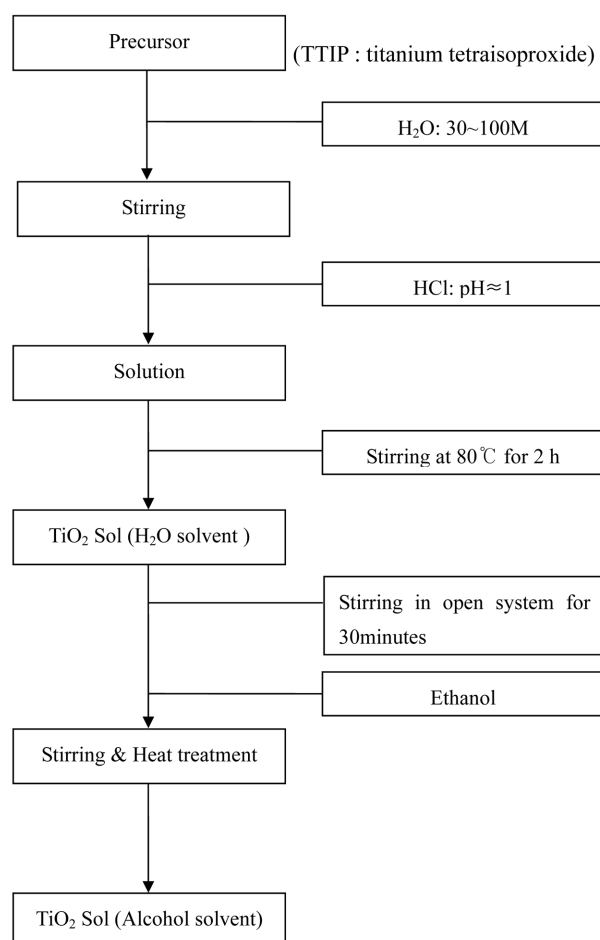 Precursor
(TTIP : titanium tetraisoproxide)
H₂O: 30~100M
Stirring
HCl: pH≈1
Solution
Stirring at 80℃ for 2 h
TiO₂ Sol (H₂O solvent )
Stirring in open system for
30minutes
Ethanol
Stirring & Heat treatment
TiO₂ Sol (Alcohol solvent)